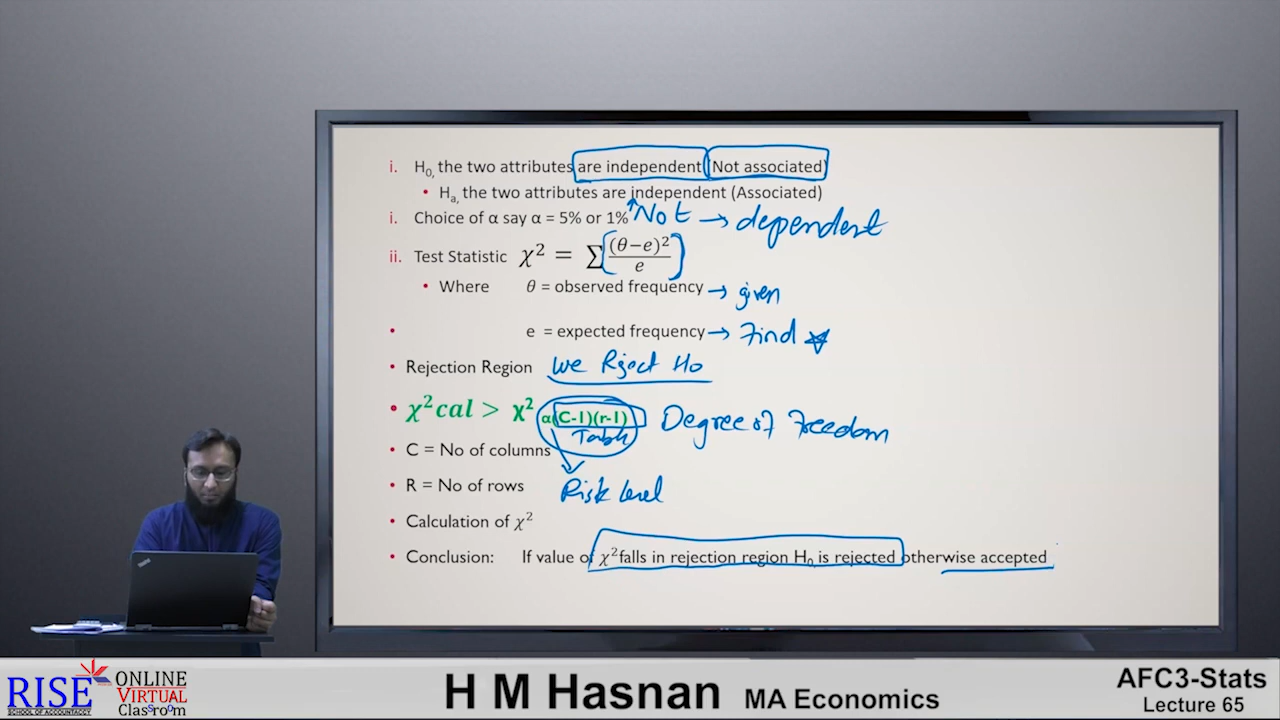 i. H0, the two attributes are independent (Not associated)
• Ha, the two attributes are independent (Associated)
i. Choice of α say α = 5% or 1% Not → dependent
ii. Test Statistic χ² = ∑ (θ−e)²/e
• Where θ = observed frequency → given
• e = expected frequency → Find
• Rejection Region We Reject Ho
• χ²cal > χ² α(C-1)(r-1) Degree of Freedom
Table
• C = No of columns
• R = No of rows Risk level
• Calculation of χ²
• Conclusion: If value of χ²falls in rejection region H0 is rejected otherwise accepted
RISE
SCHOOL OF ACCOUNTANCY
ONLINE
VIRTUAL
Classroom
H M Hasnan MA Economics
AFC3-Stats
Lecture 65